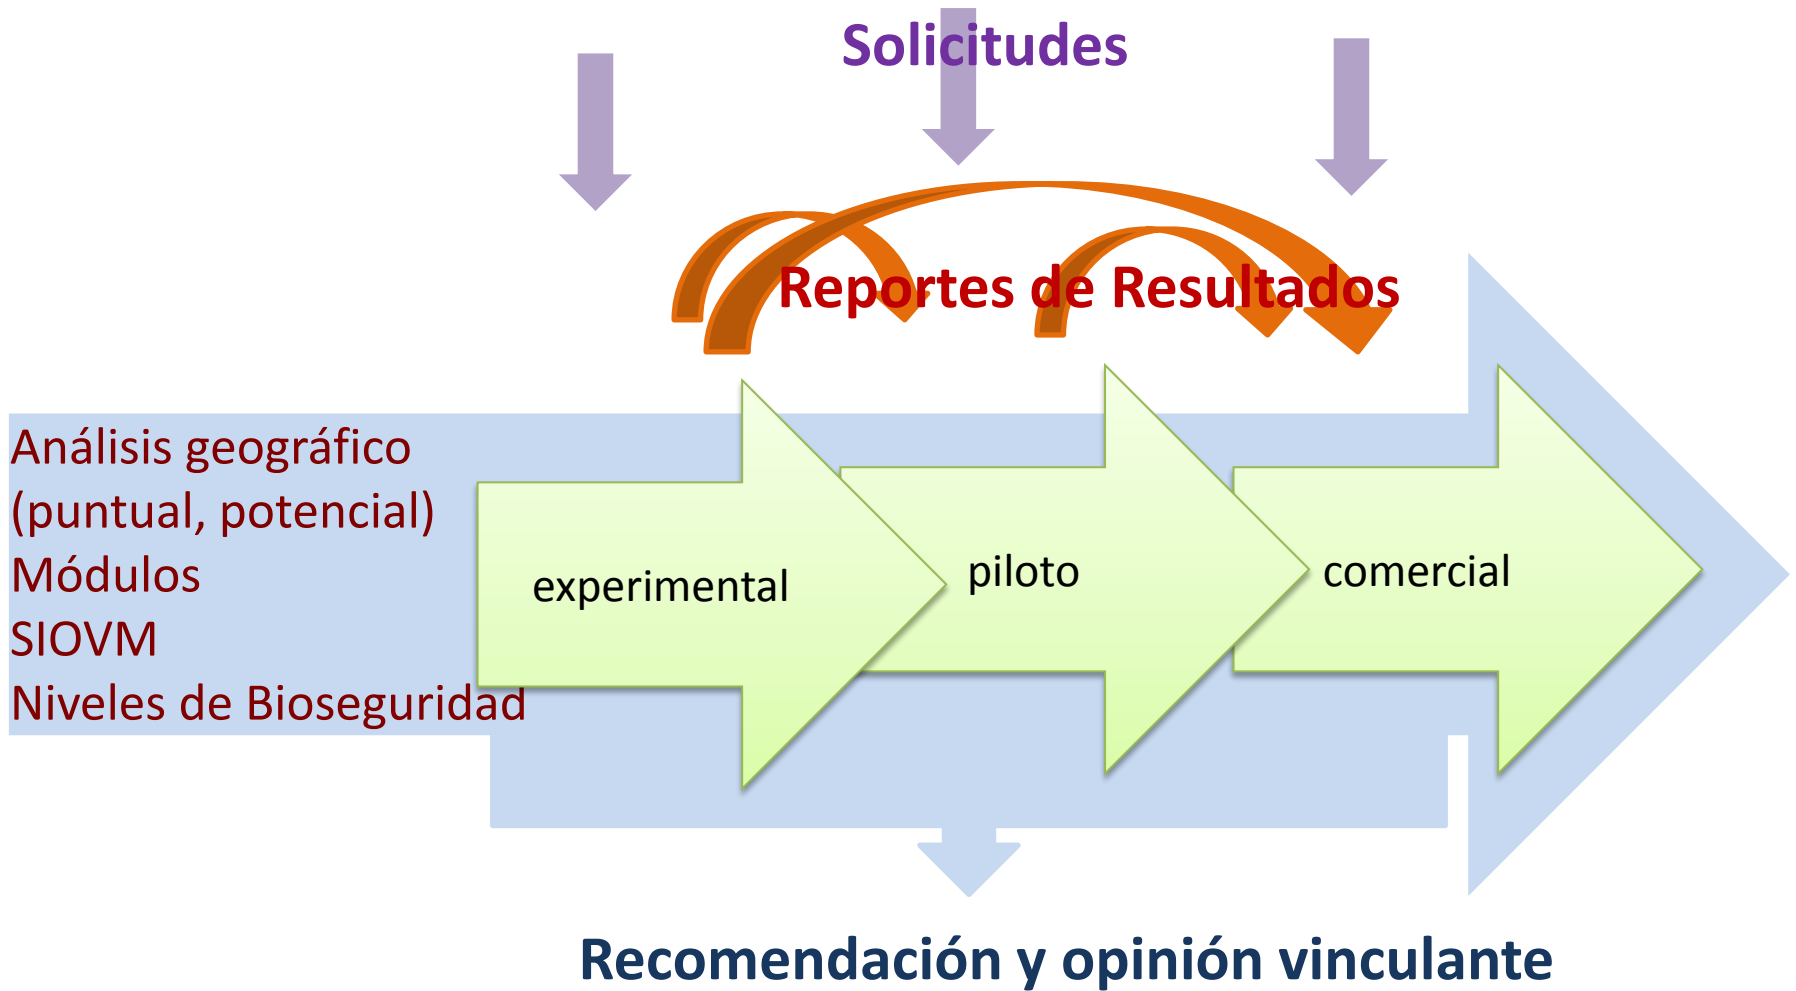 Solicitudes
Reportes de Resultados
Análisis geográfico
(puntual, potencial)
Módulos
SIOVM
Niveles de Bioseguridad
experimental
piloto
comercial
Recomendación y opinión vinculante